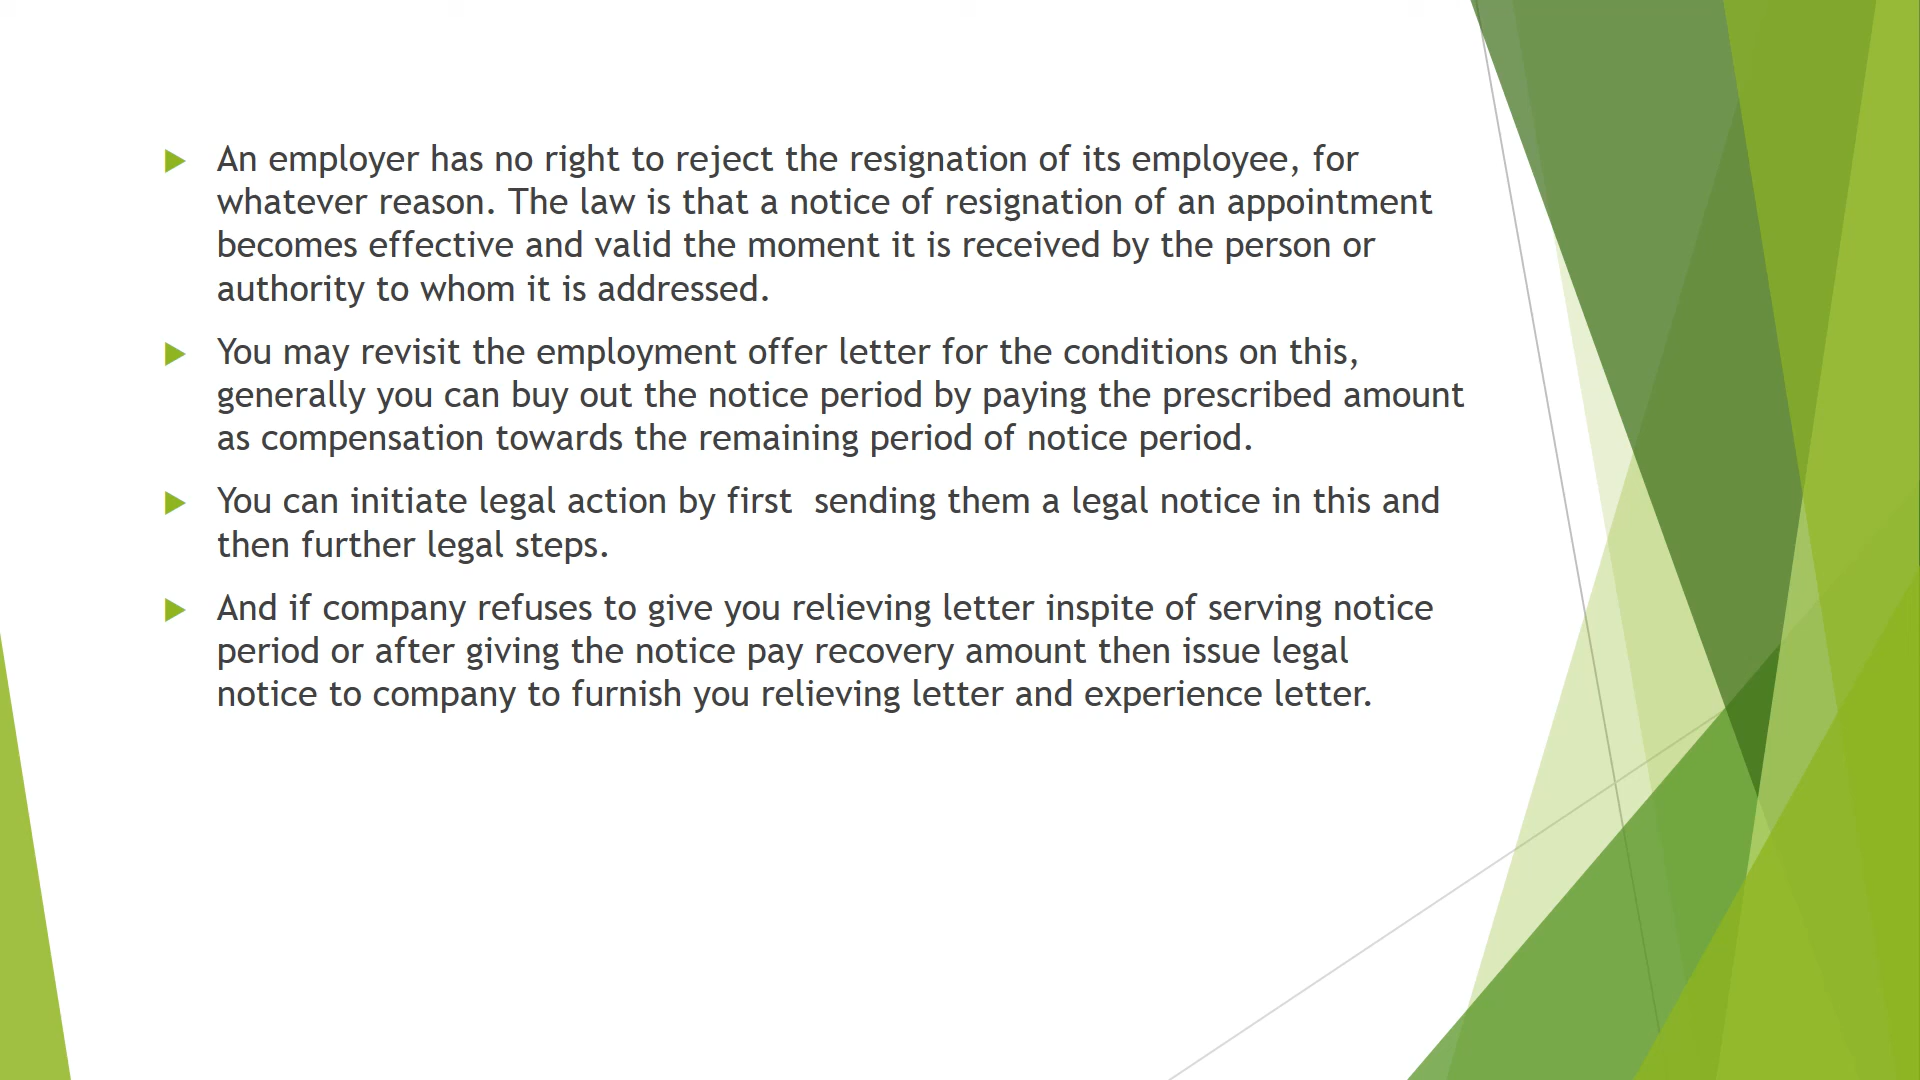 An employer has no right to reject the resignation of its employee, for
whatever reason. The law is that a notice of resignation of an appointment
becomes effective and valid the moment it is received by the person or
authority to whom it is addressed.
You may revisit the employment offer letter for the conditions on this,
generally you can buy out the notice period by paying the prescribed amount
as compensation towards the remaining period of notice period.
You can initiate legal action by first  sending them a legal notice in this and
then further legal steps.
And if company refuses to give you relieving letter inspite of serving notice
period or after giving the notice pay recovery amount then issue legal
notice to company to furnish you relieving letter and experience letter.